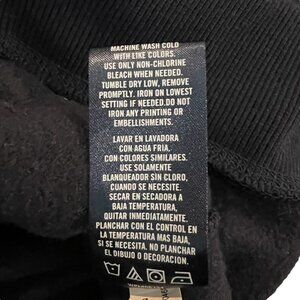 MACHINE WASH COLD
WITH LIKE COLORS.
USE ONLY NON-CHLORINE
BLEACH WHEN NEEDED.
TUMBLE DRY LOW, REMOVE
PROMPTLY. IRON ON LOWEST
SETTING IF NEEDED.DO NOT
IRON ANY PRINTING OR
EMBELLISHMENTS.
LAVAR EN LAVADORA
CON AGUA FRIA,
CON COLORES SIMILARES.
USE SOLAMENTE
BLANQUEADOR SIN CLORO,
CUANDO SE NECESITE.
SECAR EN SECADORA A
BAJA TEMPERATURA,
QUITAR INMEDIATAMENTE.
PLANCHAR CON EL CONTROL EN
LA TEMPERATURA MAS BAJA,
SI SE NECESITA. NO PLANCHAR
EL DIBUJO O DECORACION.